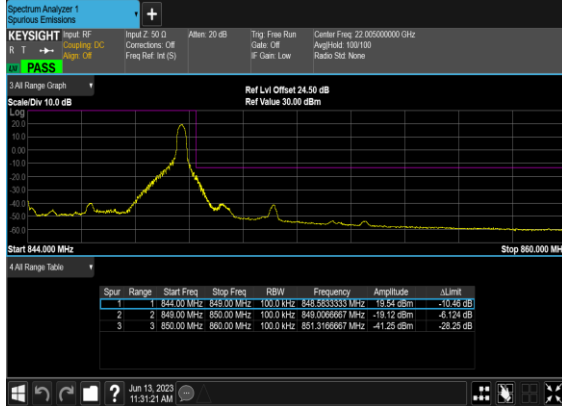 Spectrum Analyzer 1
Spurious Emissions
+
KEYSIGHT Input: RF Input Z: 50 Ω Atten: 20 dB Trig: Free Run Center Freq: 22.005000000 GHz
R T Coupling: DC Corrections: Off Gate: Off Avg|Hold: 100/100
Align: Off Freq Ref: Int (S) IF Gain: Low Radio Std: None
PASS
3 All Range Graph
Ref Lvl Offset 24.50 dB
Scale/Div 10.0 dB Ref Value 30.00 dBm
Log
20.0
10.0
0.00
-10.0
-20.0
-30.0
-40.0
-50.0
-60.0
Start 844.000 MHz Stop 860.000 MH
4 All Range Table
Spur Range Start Freq Stop Freq RBW Frequency Amplitude ΔLimit
1 1 844.00 MHz 849.00 MHz 100.0 kHz 848.5833333 MHz 19.54 dBm -10.46 dB
2 2 849.00 MHz 850.00 MHz 100.0 kHz 849.0066667 MHz -19.12 dBm -6.124 dB
3 3 850.00 MHz 860.00 MHz 100.0 kHz 851.3166667 MHz -41.25 dBm -28.25 dB
? Jun 13, 2023
11:31:21 AM